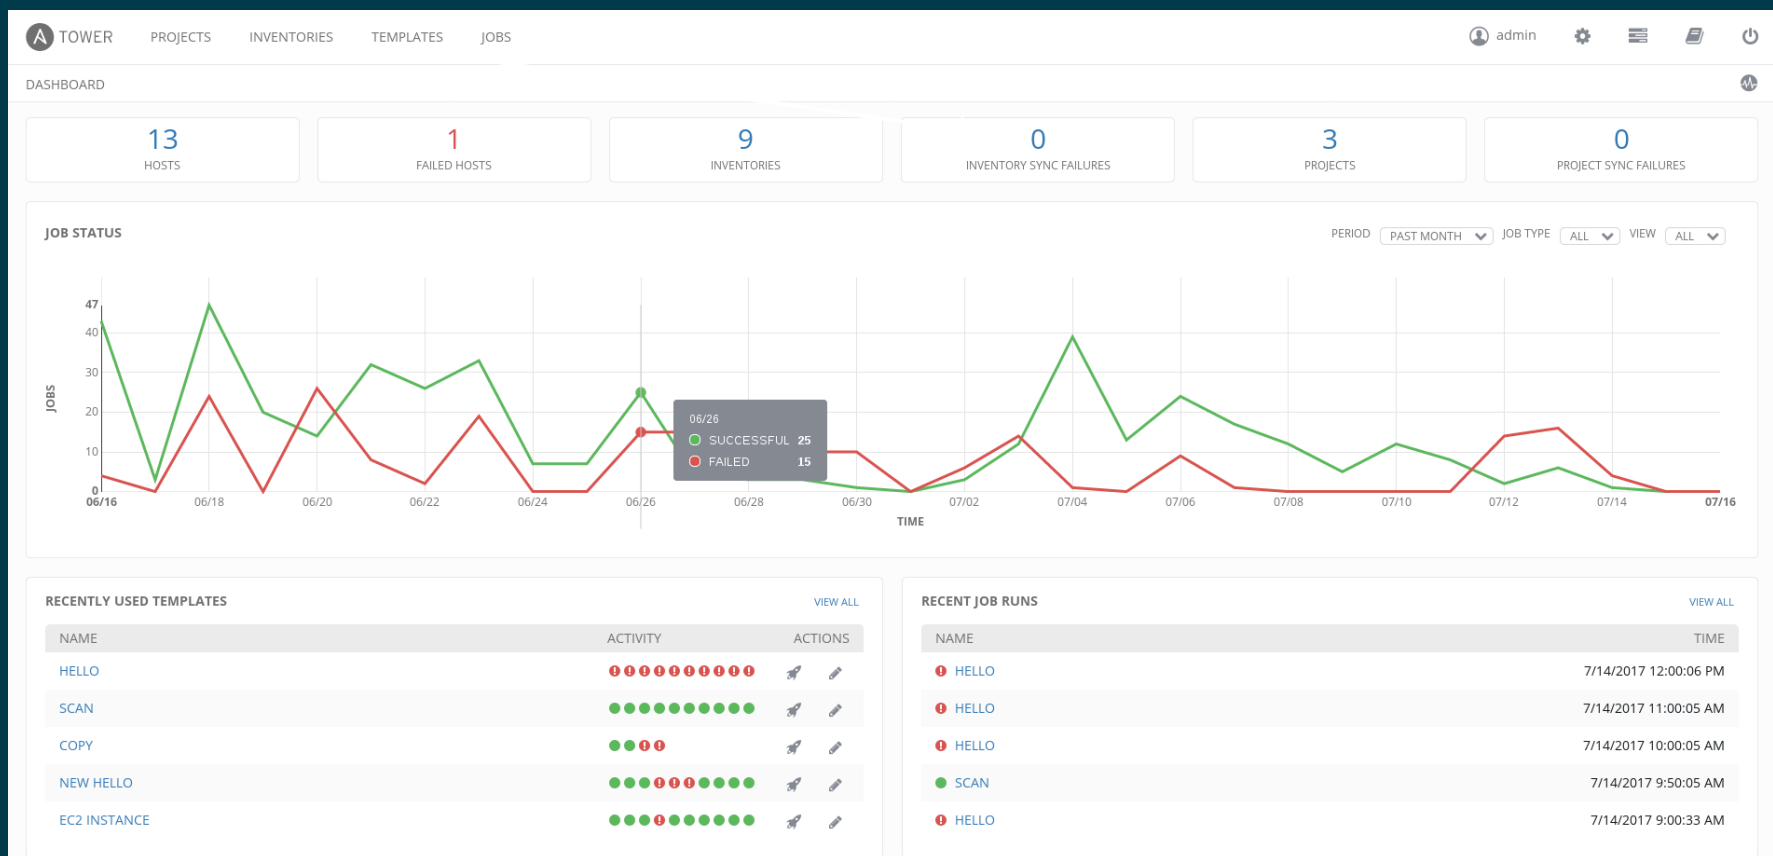 TOWER PROJECTS INVENTORIES TEMPLATES JOBS admin
DASHBOARD
13 1 9 0 3 0
HOSTS FAILED HOSTS INVENTORIES INVENTORY SYNC FAILURES PROJECTS PROJECT SYNC FAILURES
JOB STATUS PERIOD PAST MONTH JOB TYPE ALL VIEW ALL
47
40
30
20
10
0
JOBS
06/26
SUCCESSFUL 25
FAILED 15
06/16 06/18 06/20 06/22 06/24 06/26 06/28 06/30 07/02 07/04 07/06 07/08 07/10 07/12 07/14 07/16
TIME
RECENTLY USED TEMPLATES VIEW ALL
NAME ACTIVITY ACTIONS
HELLO
SCAN
COPY
NEW HELLO
EC2 INSTANCE
RECENT JOB RUNS VIEW ALL
NAME TIME
HELLO 7/14/2017 12:00:06 PM
HELLO 7/14/2017 11:00:05 AM
HELLO 7/14/2017 10:00:05 AM
SCAN 7/14/2017 9:50:05 AM
HELLO 7/14/2017 9:00:33 AM